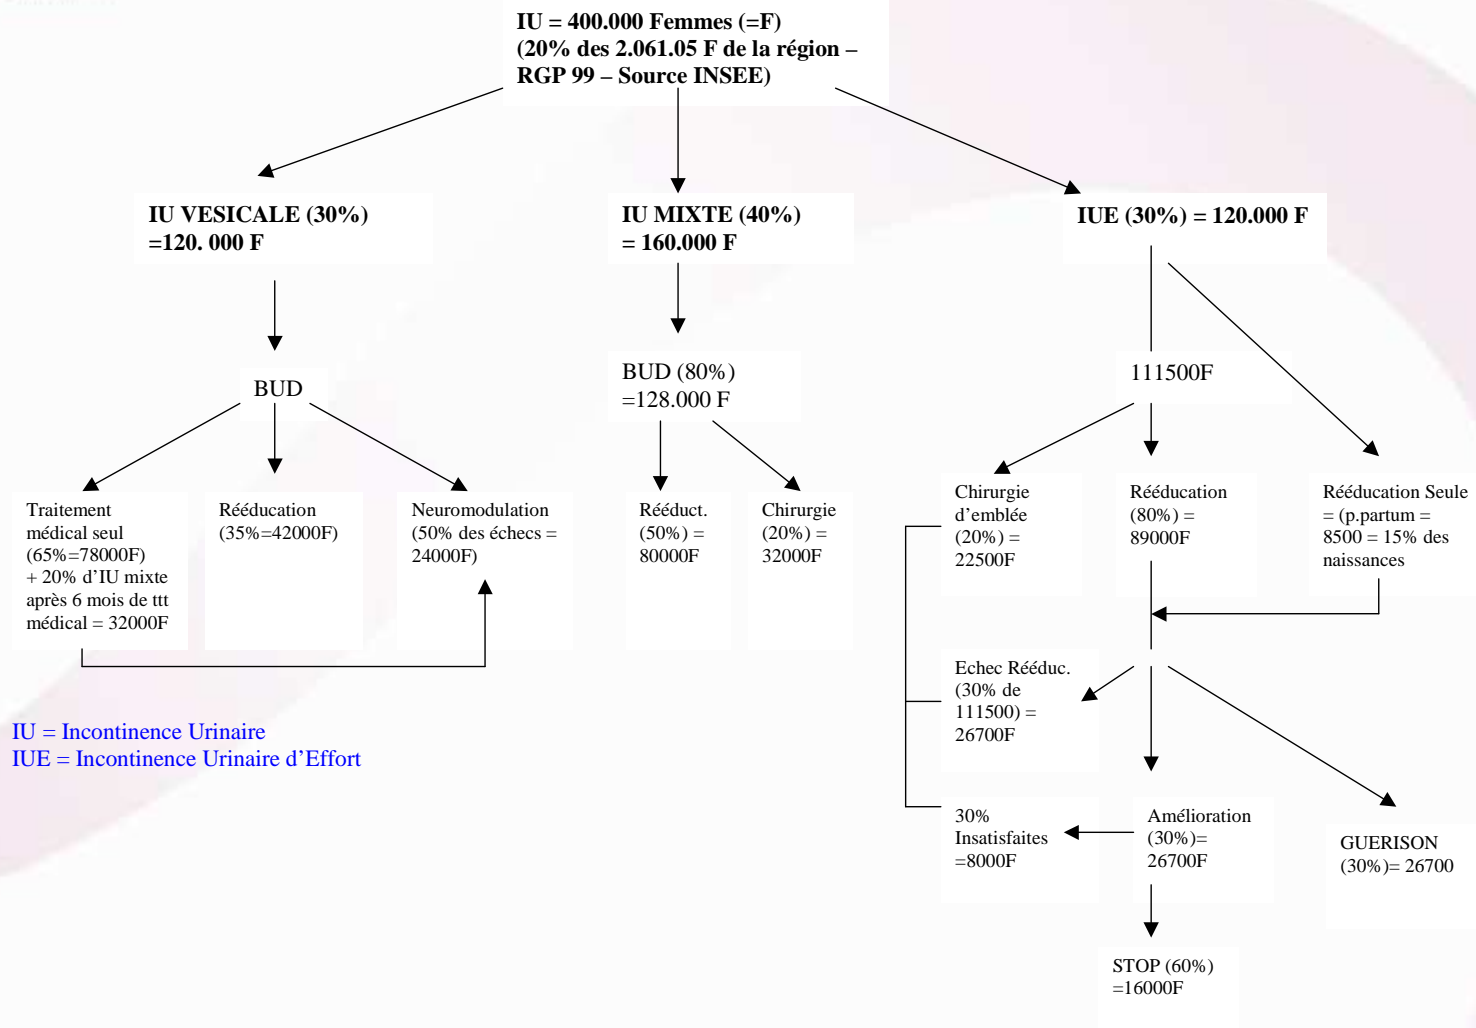 IU = 400.000 Femmes (=F)
(20% des 2.061.05 F de la région –
RGP 99 – Source INSEE)
IU VESICALE (30%)
=120. 000 F
IU MIXTE (40%)
= 160.000 F
IUE (30%) = 120.000 F
BUD
BUD (80%)
=128.000 F
111500F
Traitement
médical seul
(65%=78000F)
+ 20% d'IU mixte
après 6 mois de ttt
médical = 32000F
Rééducation
(35%=42000F)
Neuromodulation
(50% des échecs =
24000F)
Rééduct.
(50%) =
80000F
Chirurgie
(20%) =
32000F
Chirurgie
d'emblée
(20%) =
22500F
Rééducation
(80%) =
89000F
Rééducation Seule
= (p.partum =
8500 = 15% des
naissances
Echec Rééduc.
(30% de
111500) =
26700F
30%
Insatisfaites
=8000F
Amélioration
(30%)=
26700F
GUERISON
(30%)= 26700
STOP (60%)
=16000F
IU = Incontinence Urinaire
IUE = Incontinence Urinaire d'Effort